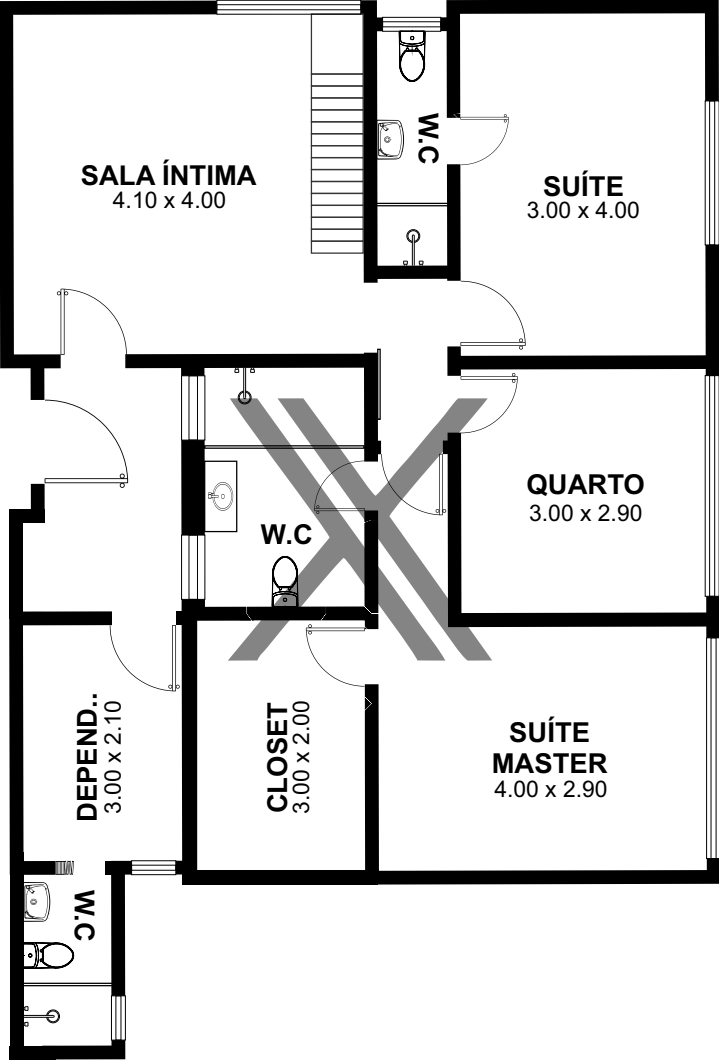 SALA ÍNTIMA
4.10 x 4.00
W.C
SUÍTE
3.00 x 4.00
QUARTO
3.00 x 2.90
W.C
DEPEND..
3.00 x 2.10
CLOSET
3.00 x 2.00
SUÍTE
MASTER
4.00 x 2.90
W.C